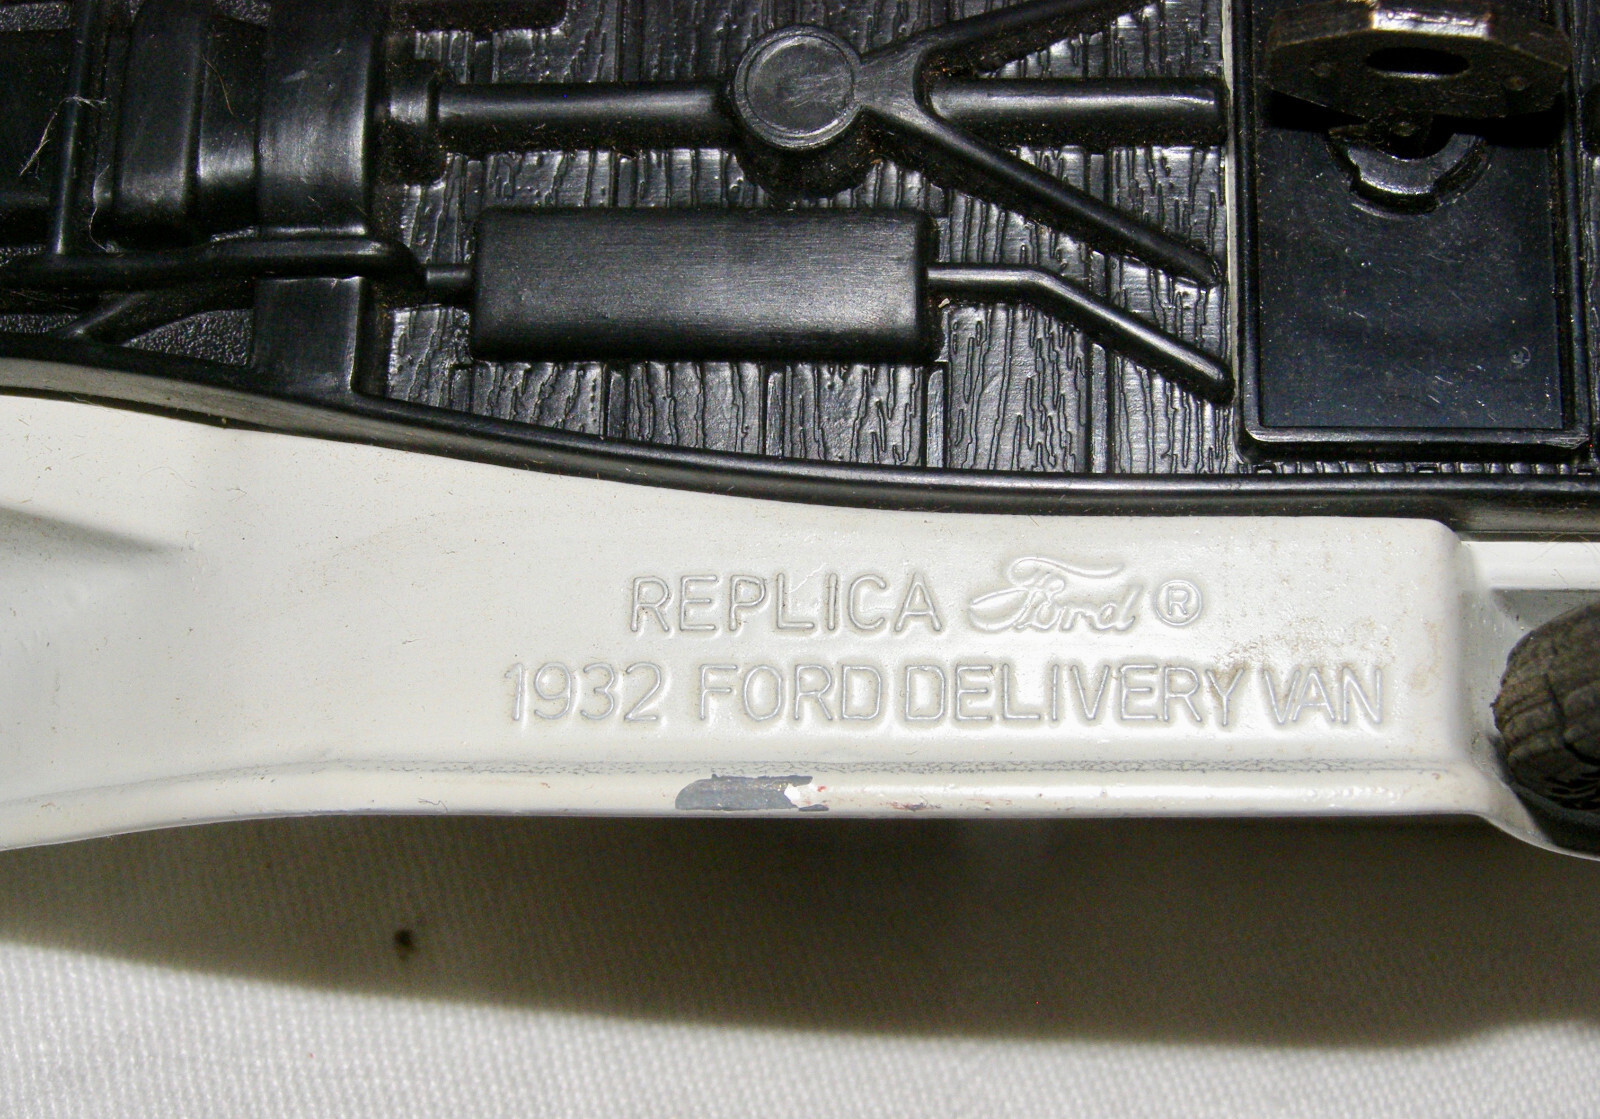 REPLICA Ford ®
1932 FORD DELIVERY VAN